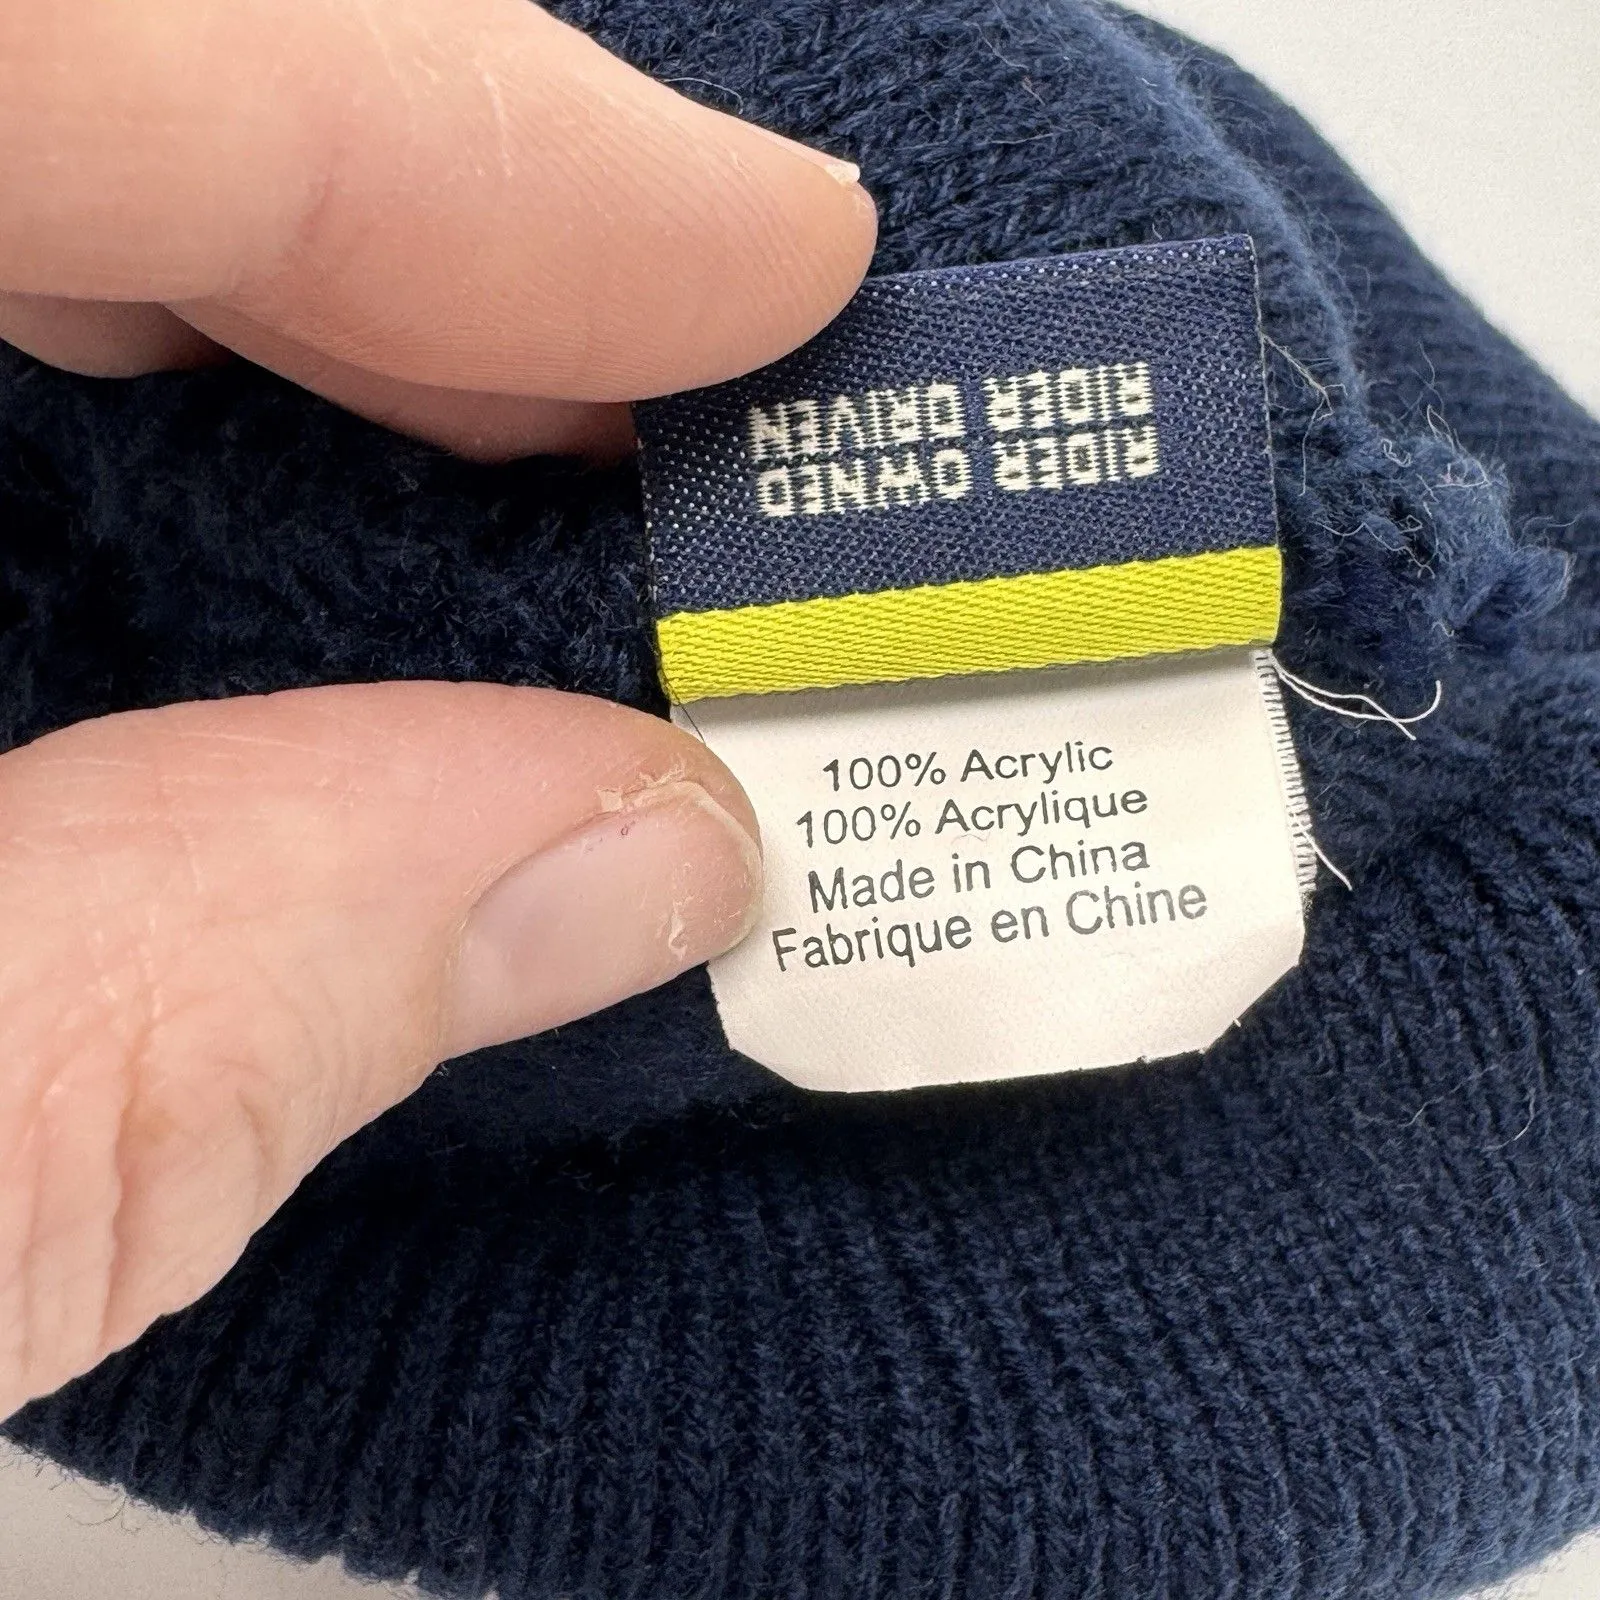 RIDER OWNED
RIDER DRIVEN
100% Acrylic
100% Acrylique
Made in China
Fabrique en Chine